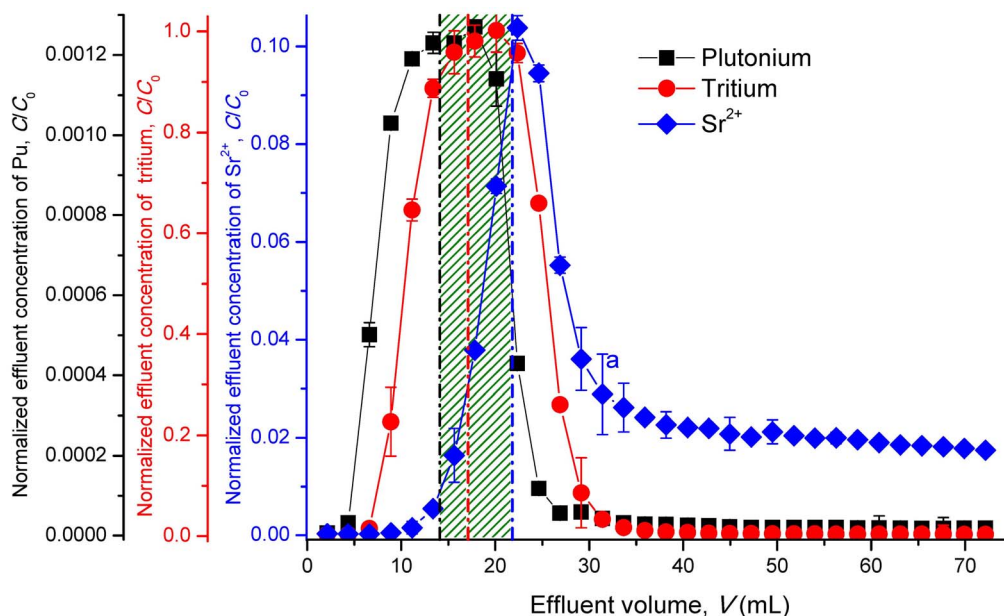 Normalized effluent concentration of Pu, C/C₀
0.0012
0.0010
0.0008
0.0006
0.0004
0.0002
0.0000
Normalized effluent concentration of tritium, C/C₀
1.0
0.8
0.6
0.4
0.2
0.0
Normalized effluent concentration of Sr²⁺, C/C₀
0.10
0.08
0.06
0.04
0.02
0.00
Plutonium
Tritium
Sr²⁺
a
0 10 20 30 40 50 60 70
Effluent volume, V (mL)